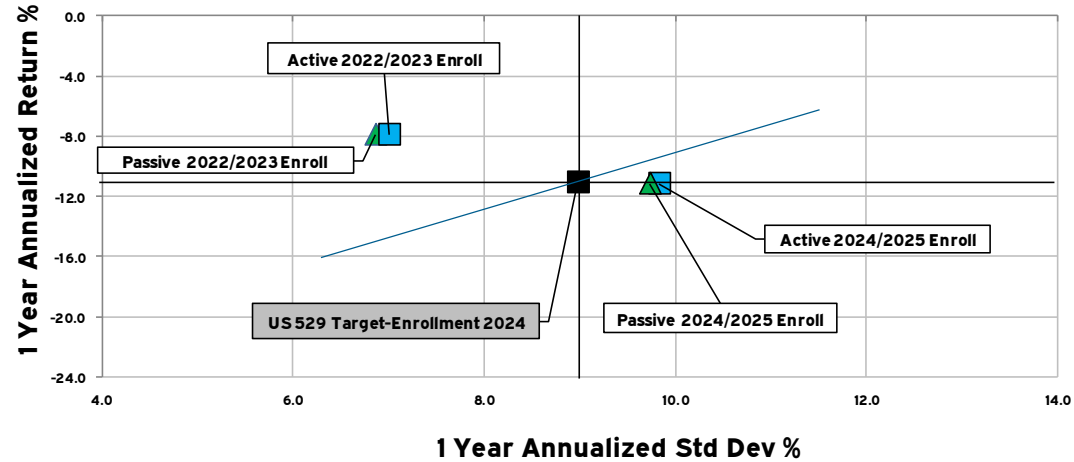 1 Year Annualized Return %
0.0
-4.0
-8.0
-12.0
-16.0
-20.0
-24.0
Active 2022/2023 Enroll
Passive 2022/2023 Enroll
Active 2024/2025 Enroll
US 529 Target-Enrollment 2024
Passive 2024/2025 Enroll
4.0 6.0 8.0 10.0 12.0 14.0
1 Year Annualized Std Dev %